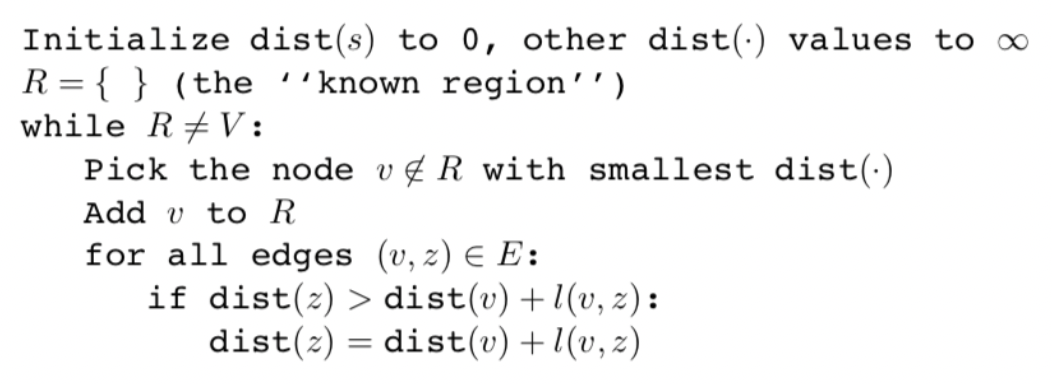 Initialize dist(s) to 0, other dist(·) values to ∞
R = { } (the ‘‘known region’’)
while R ≠ V:
Pick the node v ∉ R with smallest dist(·)
Add v to R
for all edges (v, z) ∈ E:
if dist(z) > dist(v) + l(v, z):
dist(z) = dist(v) + l(v, z)